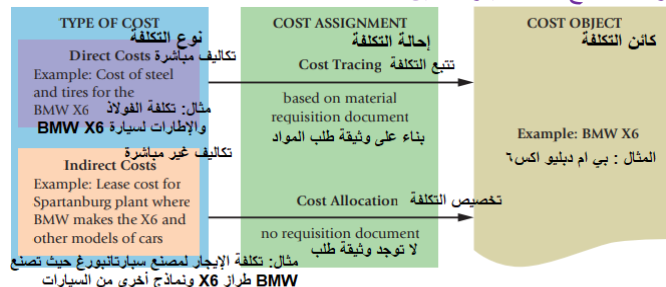 TYPE OF COST
نوع التكلفة
Direct Costs تكاليف مباشرة
Example: Cost of steel
and tires for the
BMW X6 مثال: تكلفة الفولاذ
والإطارات لسيارة BMW X6
تكاليف غير مباشرة
Indirect Costs
Example: Lease cost for
Spartanburg plant where
BMW makes the X6 and
other models of cars
مثال: تكلفة الإيجار لمصنع سبارتانبورغ حيث تصنع
BMW طراز X6 ونماذج أخرى من السيارات
COST ASSIGNMENT
إحالة التكلفة
Cost Tracing تتبع التكلفة
based on material
requisition document
بناء على وثيقة طلب المواد
Cost Allocation تخصيص التكلفة
no requisition document
لا توجد وثيقة طلب
COST OBJECT
كائن التكلفة
Example: BMW X6
المثال : بي ام دبليو اكس٦